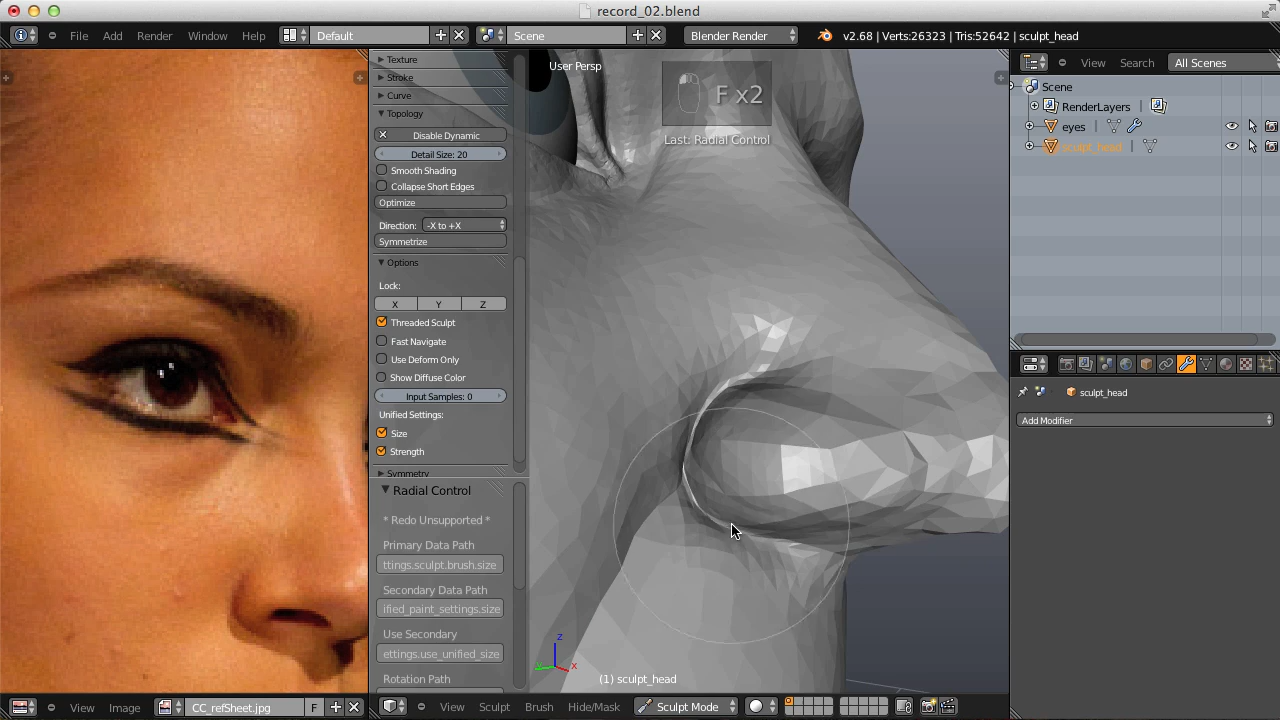 record_02.blend
File Add Render Window Help Default Scene Blender Render v2.68 | Verts:26323 | Tris:52642 | sculpt_head
Texture
Stroke
Curve
Topology
Disable Dynamic
Detail Size: 20
Smooth Shading
Collapse Short Edges
Optimize
Direction: -X to +X
Symmetrize
Options
Lock:
X Y Z
Threaded Sculpt
Fast Navigate
Use Deform Only
Show Diffuse Color
Input Samples: 0
Unified Settings:
Size
Strength
Symmetry
Radial Control
* Redo Unsupported *
Primary Data Path
ttings.sculpt.brush.size
Secondary Data Path
ified_paint_settings.size
Use Secondary
ettings.use_unified_size
Rotation Path
User Persp
F x2
Last: Radial Control
z
y x
(1) sculpt_head
View Search All Scenes
Scene
RenderLayers |
eyes |
sculpt_head |
sculpt_head
Add Modifier
View Image CC_refSheet.jpg F
View Sculpt Brush Hide/Mask Sculpt Mode